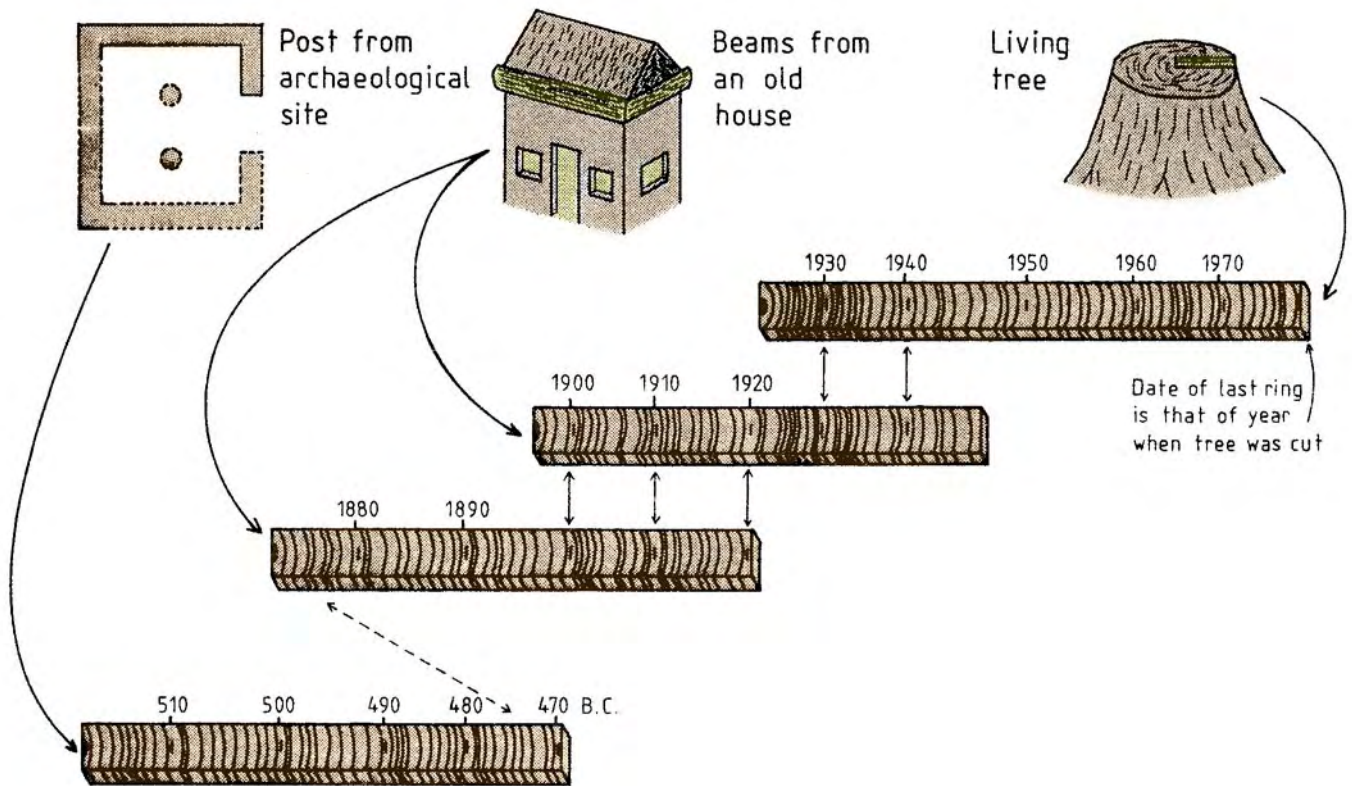 Post from
archaeological
site
Beams from
an old
house
Living
tree
1930 1940 1950 1960 1970
Date of last ring
is that of year
when tree was cut
1900 1910 1920
1880 1890
510 500 490 480 470 B.C.